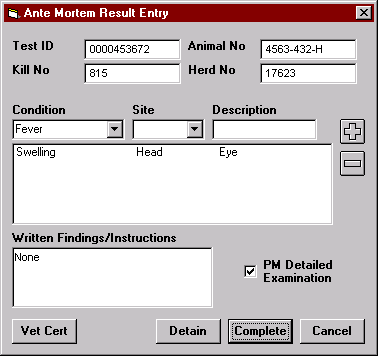 Ante Mortem Result Entry
Test ID 0000453672 Animal No 4563-432-H
Kill No 815 Herd No 17623
Condition Site Description
Fever
Swelling Head Eye
Written Findings/Instructions
None
PM Detailed
Examination
Vet Cert Detain Complete Cancel